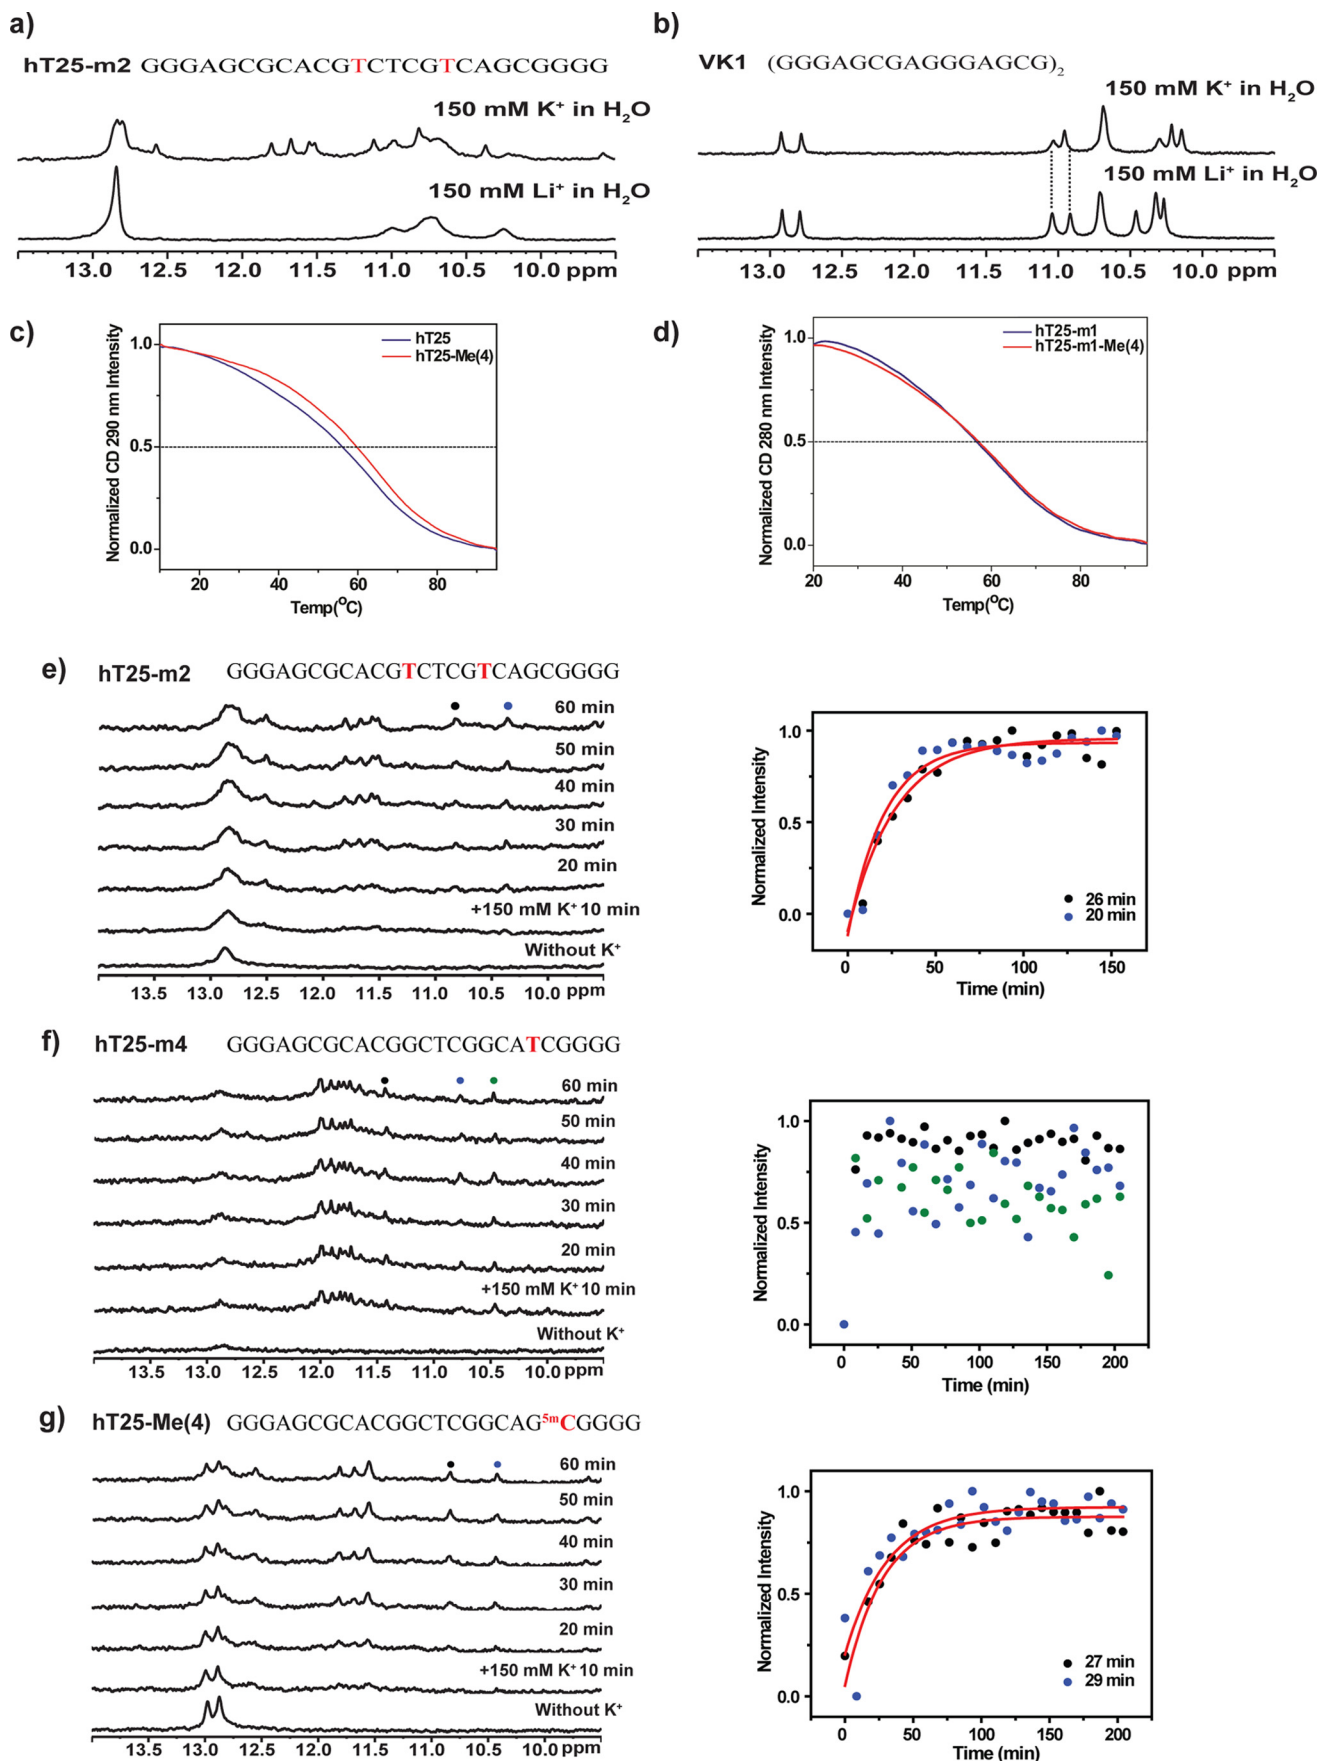 a)
hT25-m2 GGGAGCGCACGTCTCGTCAGCGGGG
150 mM K+ in H2O
150 mM Li+ in H2O
13.0 12.5 12.0 11.5 11.0 10.5 10.0 ppm
b)
VK1 (GGGAGCGAGGGAGCG)2
150 mM K+ in H2O
150 mM Li+ in H2O
13.0 12.5 12.0 11.5 11.0 10.5 10.0 ppm
c)
Normalized CD 290 nm Intensity
1.0
0.5
0.0
hT25
hT25-Me(4)
20 40 60 80
Temp(oC)
d)
Normalized CD 280 nm Intensity
1.0
0.5
0.0
hT25-m1
hT25-m1-Me(4)
20 40 60 80
Temp(oC)
e)
hT25-m2 GGGAGCGCACGTCTCGTCAGCGGGG
60 min
50 min
40 min
30 min
20 min
+150 mM K+ 10 min
Without K+
13.5 13.0 12.5 12.0 11.5 11.0 10.5 10.0 ppm
Normalized Intensity
1.0
0.5
0.0
26 min
20 min
0 50 100 150
Time (min)
f)
hT25-m4 GGGAGCGCACGGCTCGGCATCGGGG
60 min
50 min
40 min
30 min
20 min
+150 mM K+ 10 min
Without K+
13.5 13.0 12.5 12.0 11.5 11.0 10.5 10.0 ppm
Normalized Intensity
1.0
0.5
0.0
0 50 100 150 200
Time (min)
g)
hT25-Me(4) GGGAGCGCACGGCTCGGCAG5mCGGGG
60 min
50 min
40 min
30 min
20 min
+150 mM K+ 10 min
Without K+
13.5 13.0 12.5 12.0 11.5 11.0 10.5 10.0 ppm
Normalized Intensity
1.0
0.5
0.0
27 min
29 min
0 50 100 150 200
Time (min)